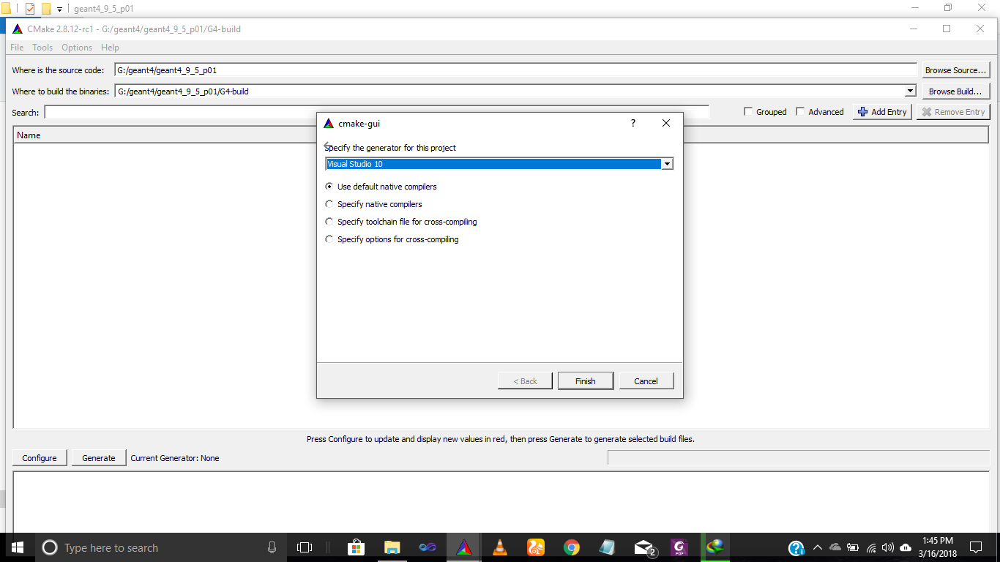 geant4_9_5_p01
CMake 2.8.12-rc1 - G:/geant4/geant4_9_5_p01/G4-build
File Tools Options Help
Where is the source code: G:/geant4/geant4_9_5_p01 Browse Source...
Where to build the binaries: G:/geant4/geant4_9_5_p01/G4-build Browse Build...
Search: Grouped Advanced Add Entry Remove Entry
Name
cmake-gui ?
Specify the generator for this project
Visual Studio 10
Use default native compilers
Specify native compilers
Specify toolchain file for cross-compiling
Specify options for cross-compiling
< Back Finish Cancel
Press Configure to update and display new values in red, then press Generate to generate selected build files.
Configure Generate Current Generator: None
Type here to search 2 PDF ? 1:45 PM
3/16/2018